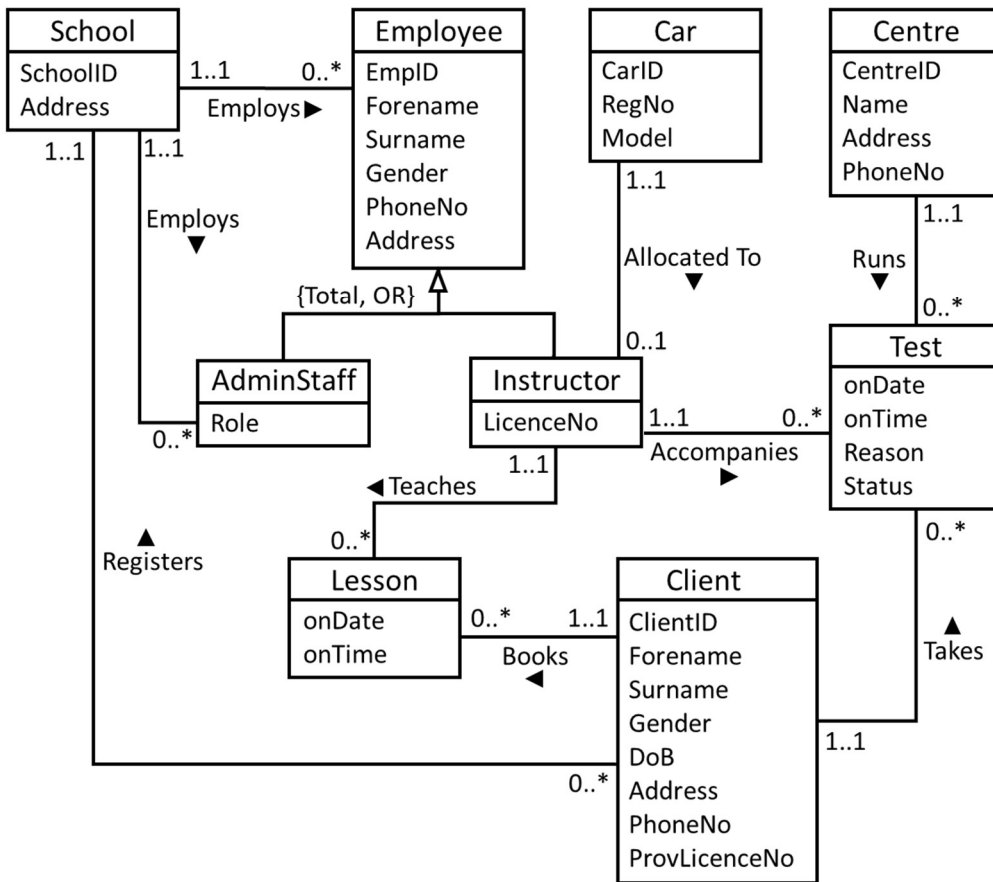 School
SchoolID
Address
Employee
EmpID
Forename
Surname
Gender
PhoneNo
Address
Car
CarID
RegNo
Model
Centre
CentreID
Name
Address
PhoneNo
1..1
0..*
Employs ►
1..1
1..1
Employs
▼
1..1
Allocated To
▼
0..1
1..1
Runs
▼
0..*
{Total, OR}
AdminStaff
Role
0..*
Instructor
LicenceNo
Test
onDate
onTime
Reason
Status
1..1
0..*
Accompanies
►
1..1
◄ Teaches
0..*
▲
Registers
Lesson
onDate
onTime
0..*
1..1
Books
◄
Client
ClientID
Forename
Surname
Gender
DoB
Address
PhoneNo
ProvLicenceNo
0..*
▲
Takes
1..1
0..*